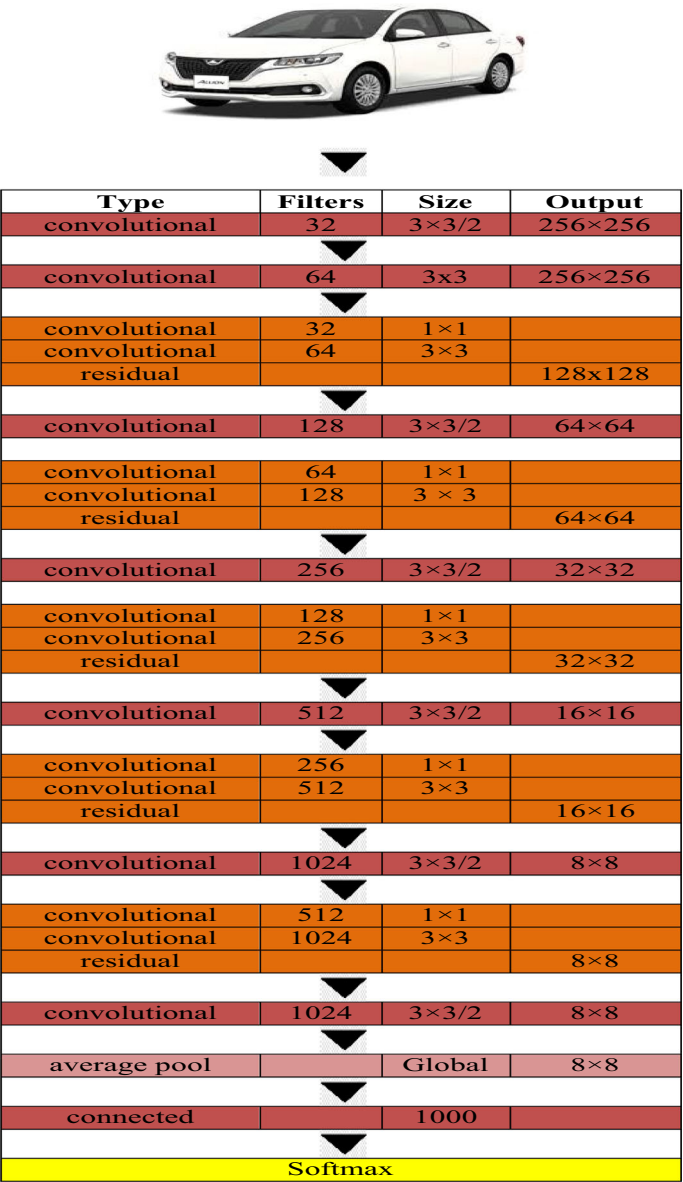 ALLION
Type Filters Size Output
convolutional 32 3×3/2 256×256
convolutional 64 3x3 256×256
convolutional 32 1×1
convolutional 64 3×3
residual 128x128
convolutional 128 3×3/2 64×64
convolutional 64 1×1
convolutional 128 3 × 3
residual 64×64
convolutional 256 3×3/2 32×32
convolutional 128 1×1
convolutional 256 3×3
residual 32×32
convolutional 512 3×3/2 16×16
convolutional 256 1×1
convolutional 512 3×3
residual 16×16
convolutional 1024 3×3/2 8×8
convolutional 512 1×1
convolutional 1024 3×3
residual 8×8
convolutional 1024 3×3/2 8×8
average pool Global 8×8
connected 1000
Softmax